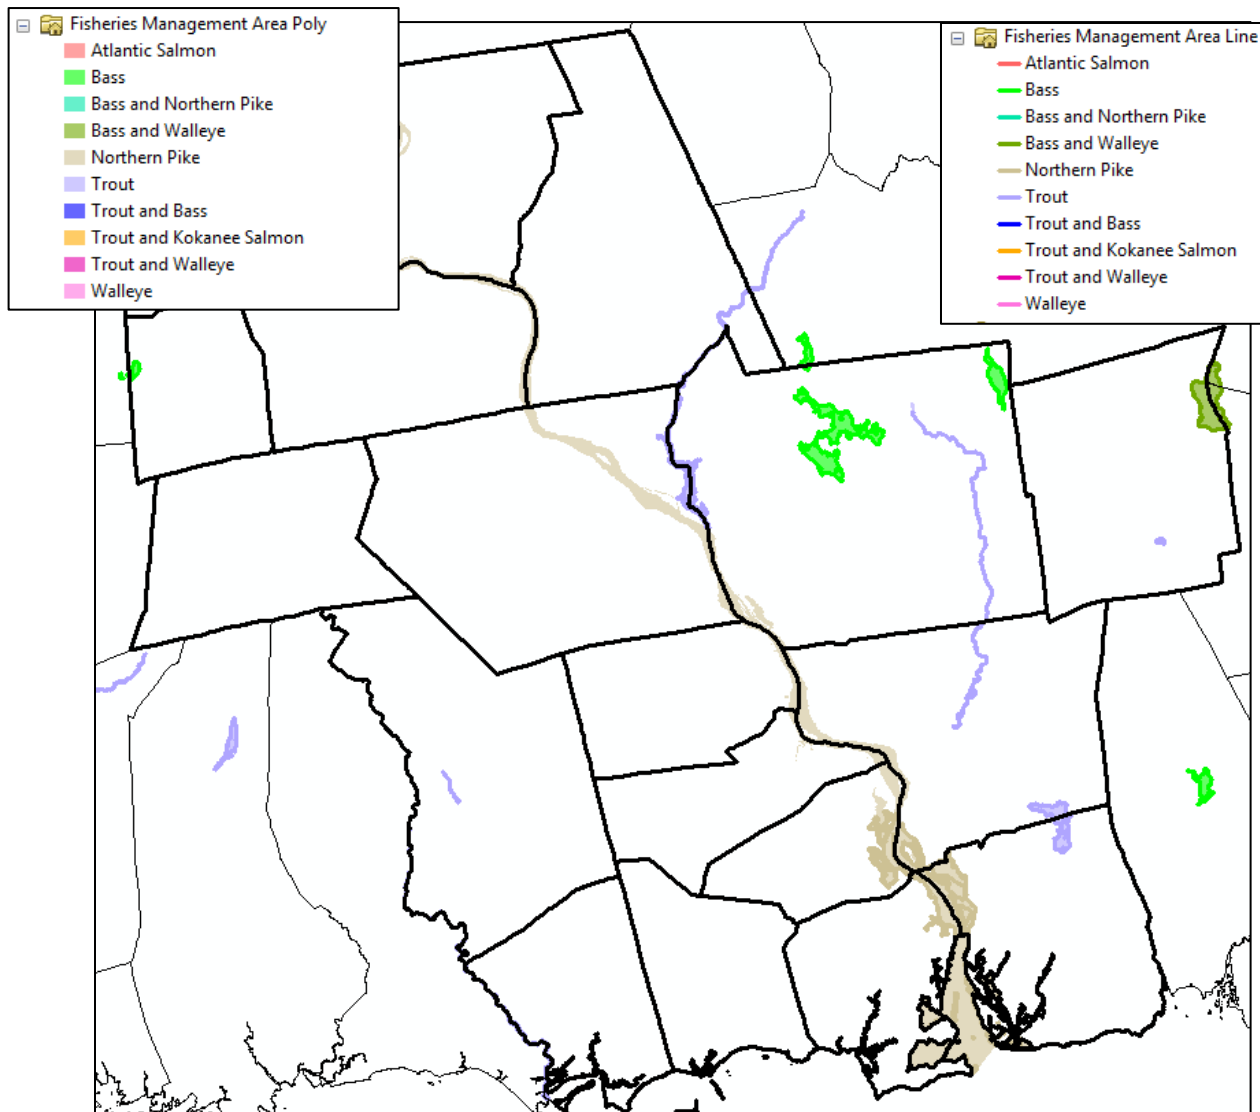 Fisheries Management Area Poly
Atlantic Salmon
Bass
Bass and Northern Pike
Bass and Walleye
Northern Pike
Trout
Trout and Bass
Trout and Kokanee Salmon
Trout and Walleye
Walleye
Fisheries Management Area Line
Atlantic Salmon
Bass
Bass and Northern Pike
Bass and Walleye
Northern Pike
Trout
Trout and Bass
Trout and Kokanee Salmon
Trout and Walleye
Walleye